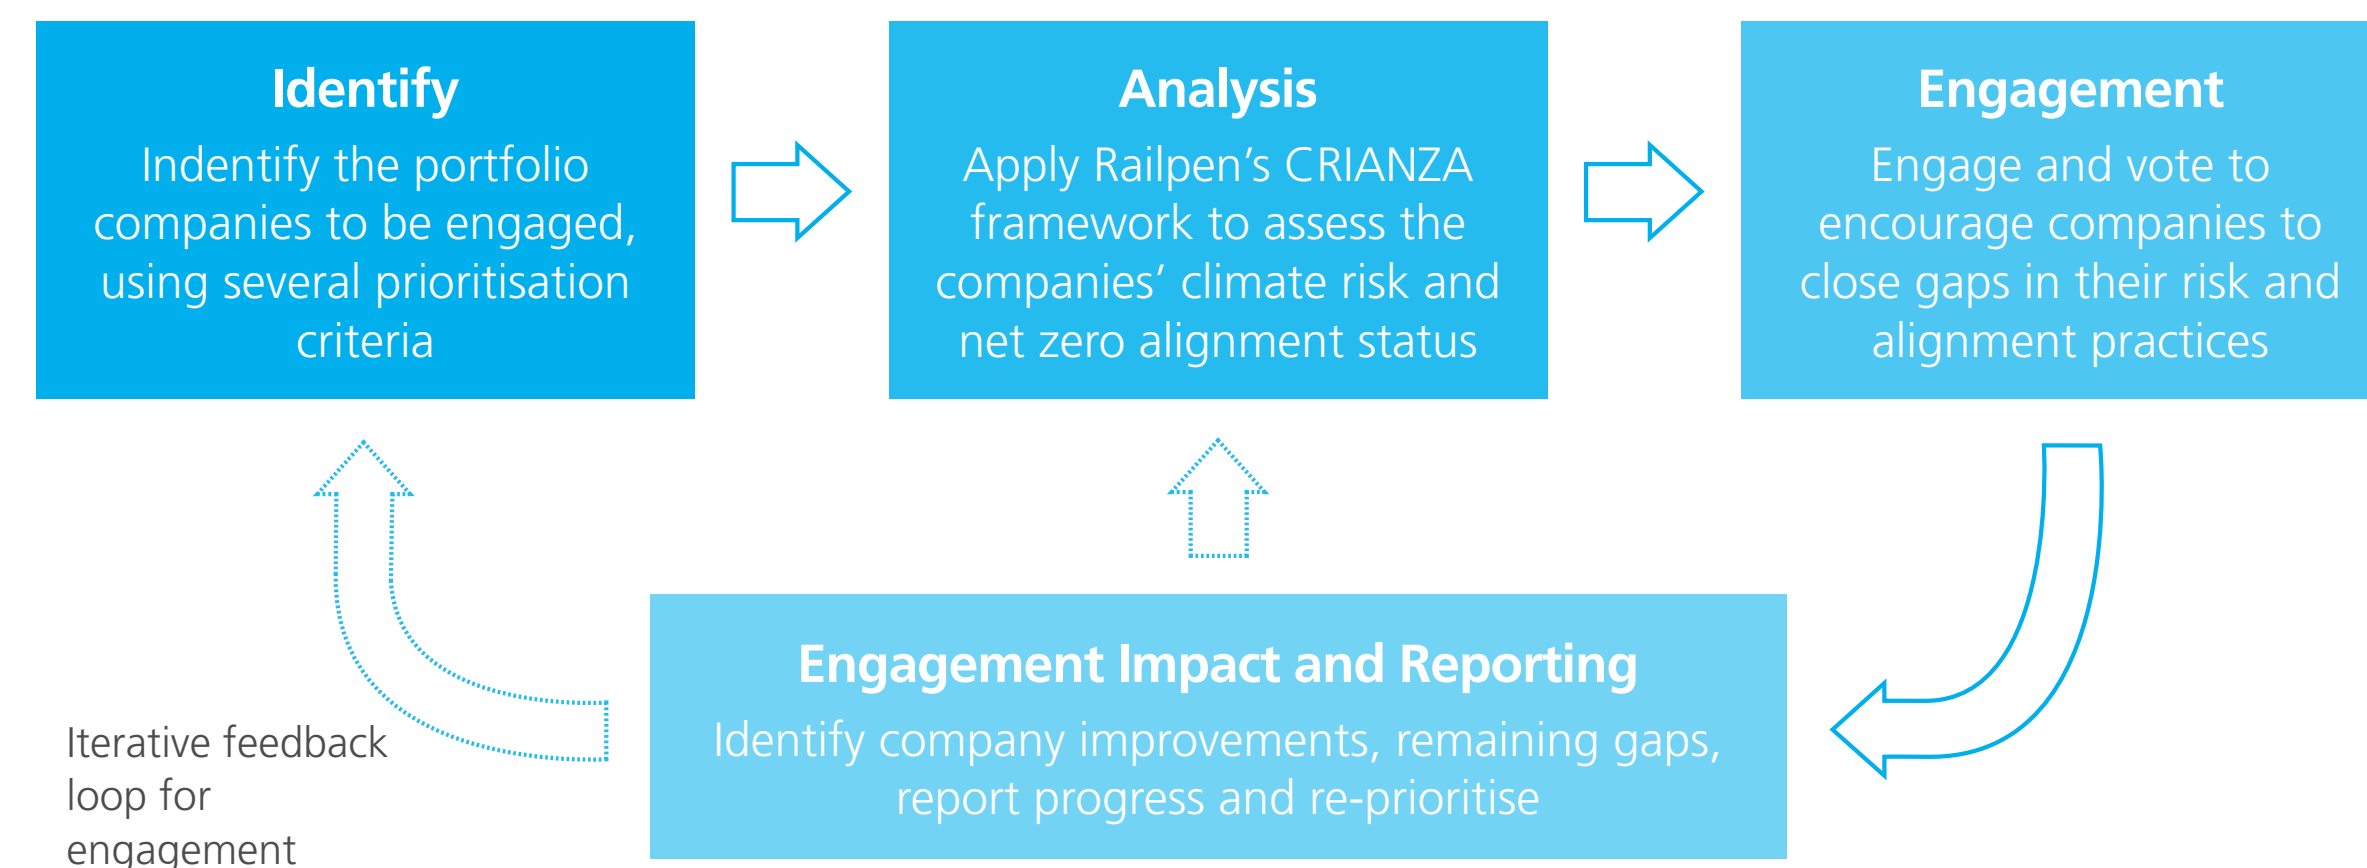 Identify
Indentify the portfolio
companies to be engaged,
using several prioritisation
criteria
Analysis
Apply Railpen’s CRIANZA
framework to assess the
companies’ climate risk and
net zero alignment status
Engagement
Engage and vote to
encourage companies to
close gaps in their risk and
alignment practices
Engagement Impact and Reporting
Identify company improvements, remaining gaps,
report progress and re-prioritise
Iterative feedback
loop for
engagement